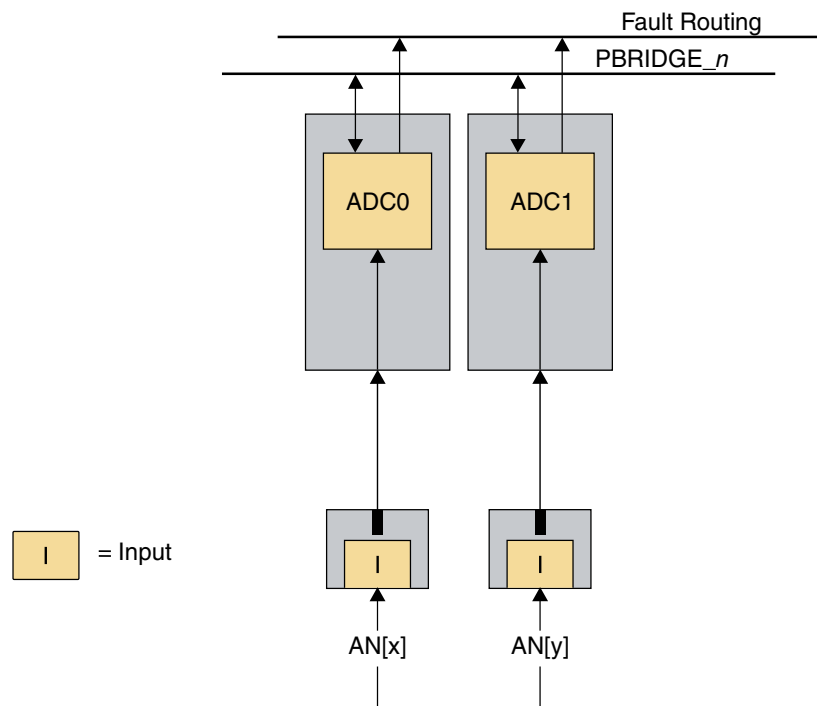 Fault Routing
PBRIDGE_n
ADC0
ADC1
I
= Input
I
I
AN[x]
AN[y]